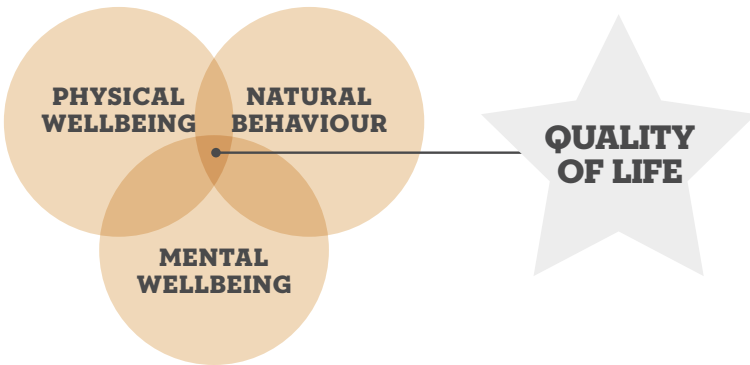 PHYSICAL
WELLBEING
NATURAL
BEHAVIOUR
MENTAL
WELLBEING
QUALITY
OF LIFE